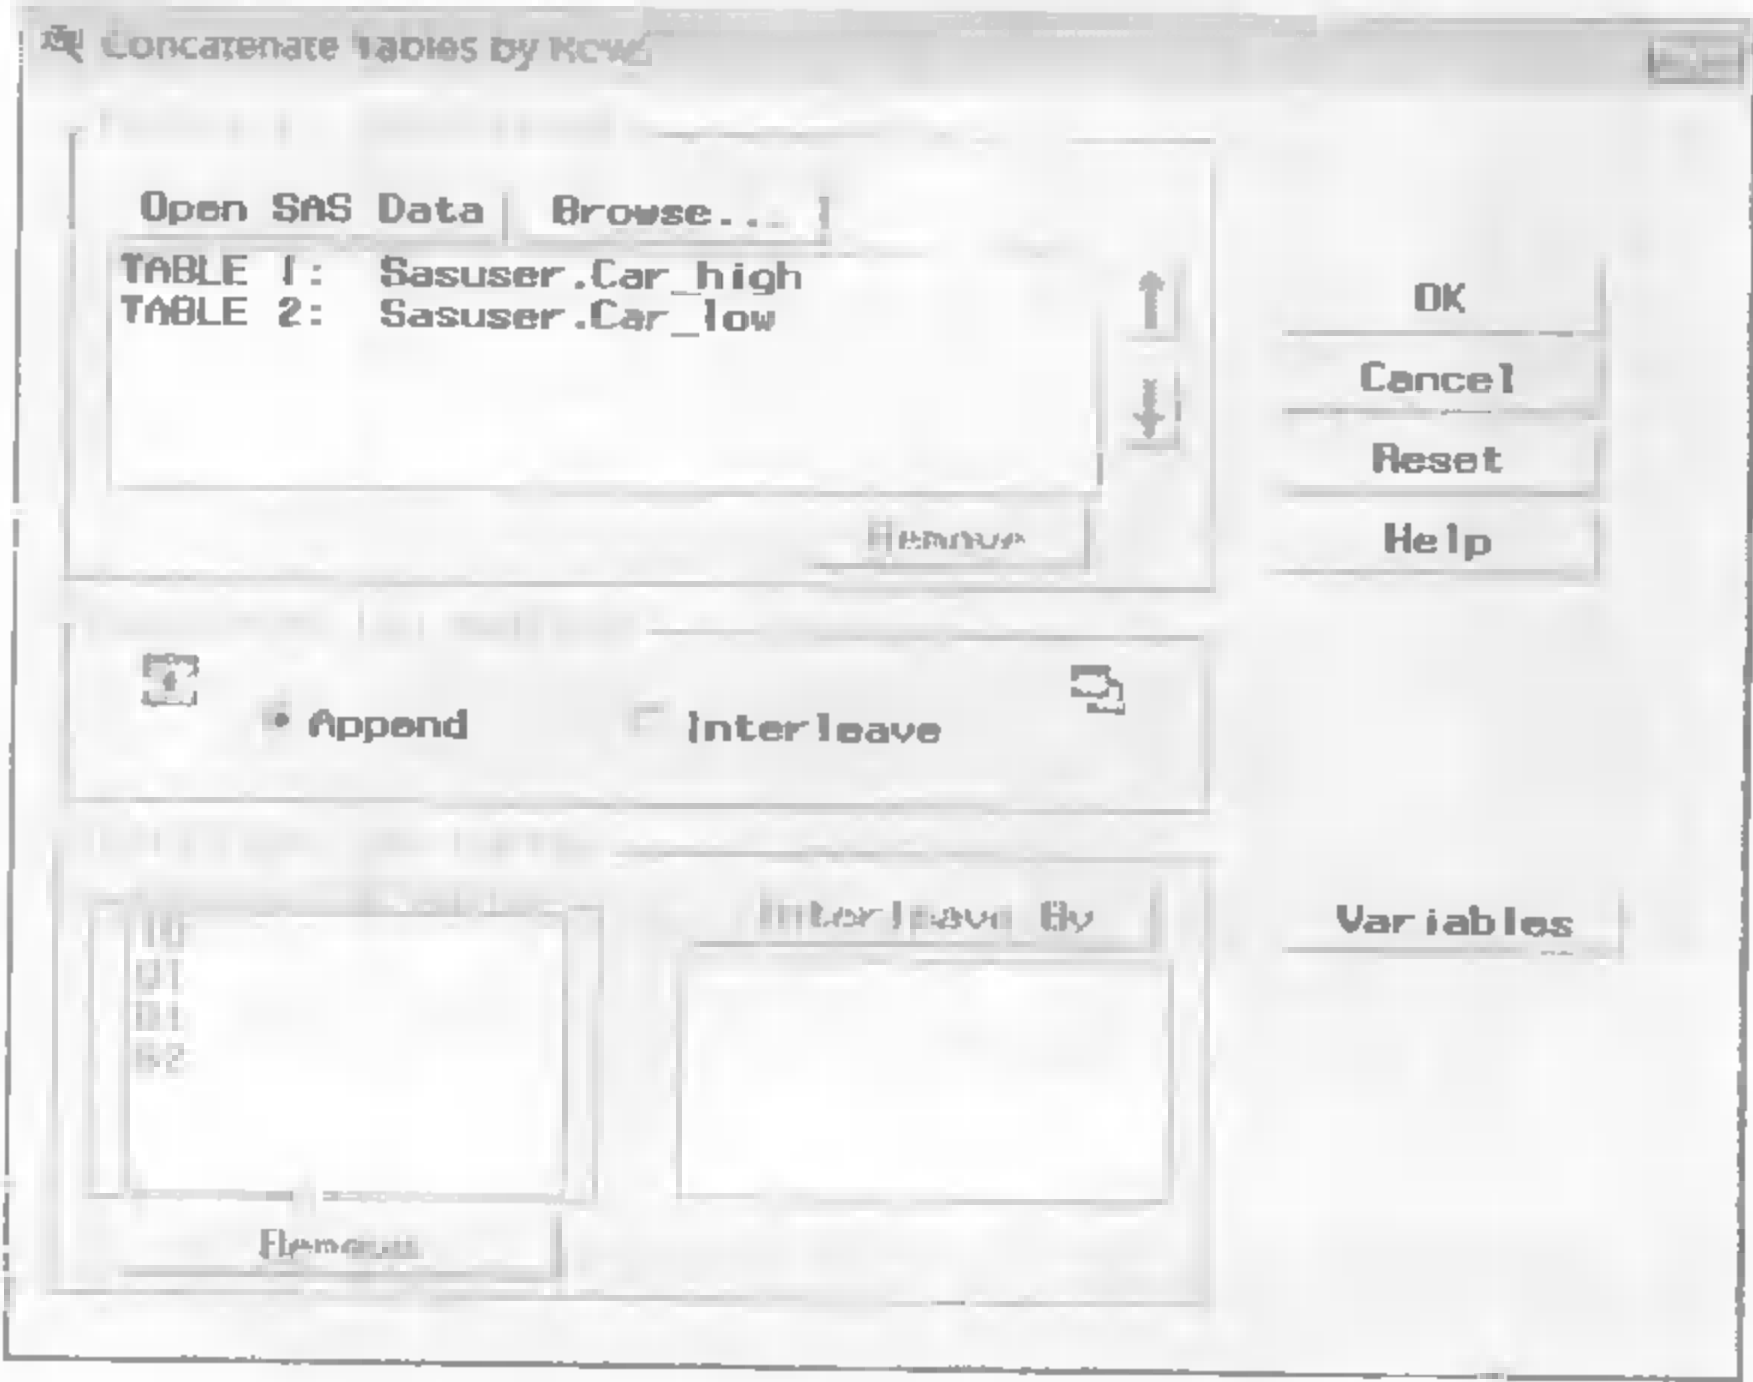 Concatenate Tables by Rows
Open SAS Data
Browse...
TABLE 1: Sasuser.Car_high
TABLE 2: Sasuser.Car_low
OK
Cancel
Reset
Help
Remove
Append
Interleave
Interleave By
Variables
Remove